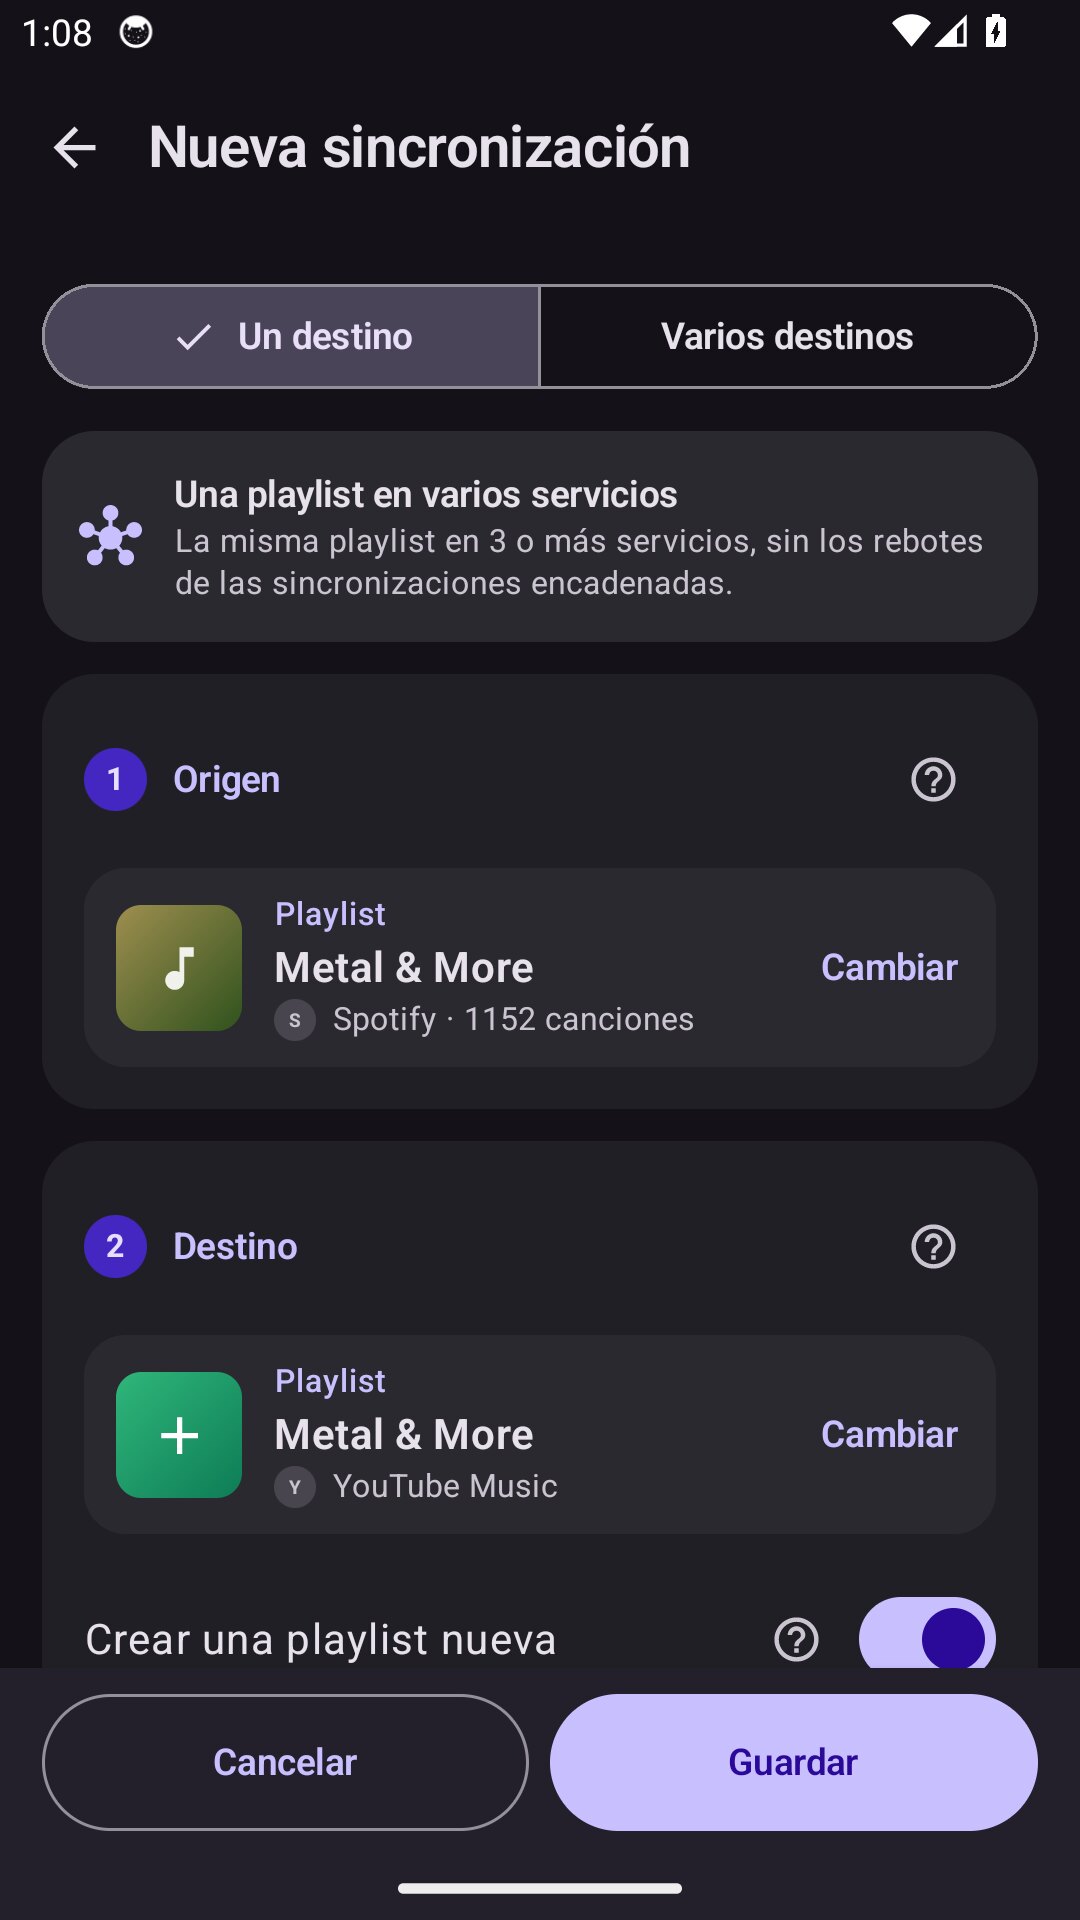 1:08
Nueva sincronización
Un destino
Varios destinos
Una playlist en varios servicios
La misma playlist en 3 o más servicios, sin los rebotes
de las sincronizaciones encadenadas.
1 Origen
Playlist
Metal & More
Cambiar
S Spotify · 1152 canciones
2 Destino
Playlist
Metal & More
Cambiar
Y YouTube Music
Crear una playlist nueva
Cancelar
Guardar